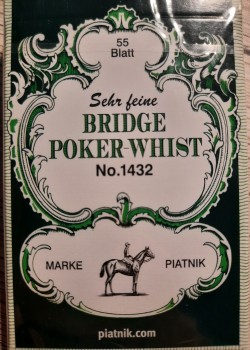 55
Blatt
Sehr feine
BRIDGE
POKER-WHIST
No.1432
MARKE PIATNIK
piatnik.com